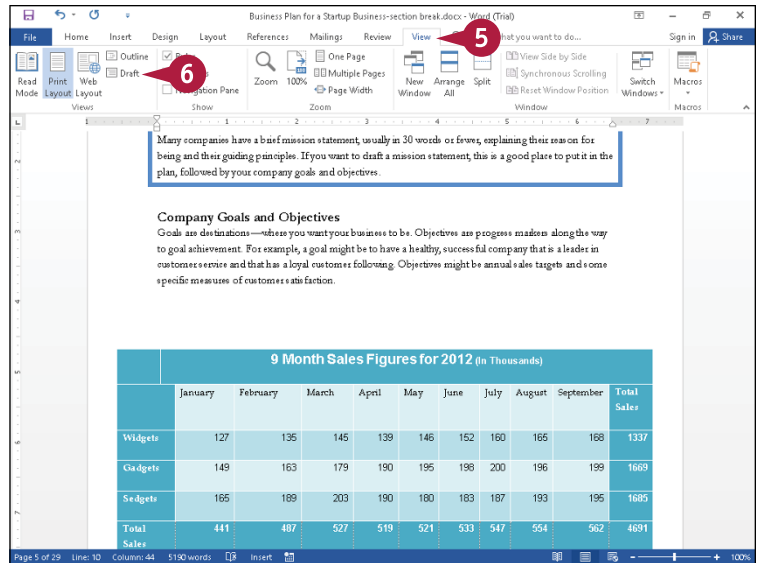 Business Plan for a Startup Business-section break.docx - Word (Trial)
File Home Insert Design Layout References Mailings Review View hat you want to do... Sign in Share
5
Outline
Draft
6
Read Mode
Print Layout
Web Layout
Views
Navigation Pane
Show
Zoom
100%
One Page
Multiple Pages
Page Width
Zoom
New Window
Arrange All
Split
View Side by Side
Synchronous Scrolling
Reset Window Position
Window
Switch Windows
Macros
Macros
1 1 2 3 4 5 6 7
Many companies have a brief mission statement, usually in 30 words or fewer, explaining their reason for
being and their guiding principles. If you want to draft a mission statement, this is a good place to put it in the
plan, followed by your company goals and objectives.
Company Goals and Objectives
Goals are destinations—where you want your business to be. Objectives are progress markers along the way
to goal achievement. For example, a goal might be to have a healthy, successful company that is a leader in
customer service and that has a loyal customer following. Objectives might be annual sales targets and some
specific measures of customer satisfaction.
9 Month Sales Figures for 2012 (In Thousands)
January February March April May June July August September Total Sales
Widgets 127 135 145 139 146 152 160 165 168 1337
Gadgets 149 163 179 190 195 198 200 196 199 1669
Sedgets 165 189 203 190 180 183 187 193 195 1685
Total Sales 441 487 527 519 521 533 547 554 562 4691
Page 5 of 29 Line: 10 Column: 44 5190 words Insert 100%